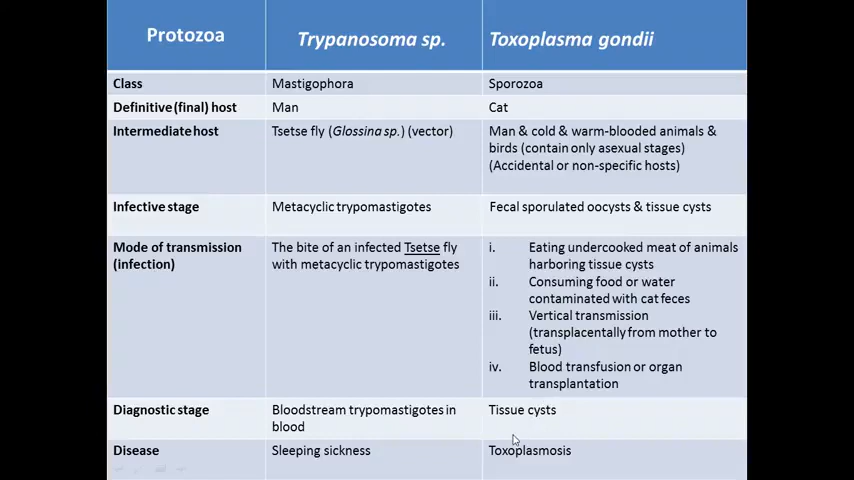 Protozoa
Trypanosoma sp.
Toxoplasma gondii
Class
Mastigophora
Sporozoa
Definitive (final) host
Man
Cat
Intermediate host
Tsetse fly (Glossina sp.) (vector)
Man & cold & warm-blooded animals &
birds (contain only asexual stages)
(Accidental or non-specific hosts)
Infective stage
Metacyclic trypomastigotes
Fecal sporulated oocysts & tissue cysts
Mode of transmission
(infection)
The bite of an infected Tsetse fly
with metacyclic trypomastigotes
i. Eating undercooked meat of animals
harboring tissue cysts
ii. Consuming food or water
contaminated with cat feces
iii. Vertical transmission
(transplacentally from mother to
fetus)
iv. Blood transfusion or organ
transplantation
Diagnostic stage
Bloodstream trypomastigotes in
blood
Tissue cysts
Disease
Sleeping sickness
Toxoplasmosis